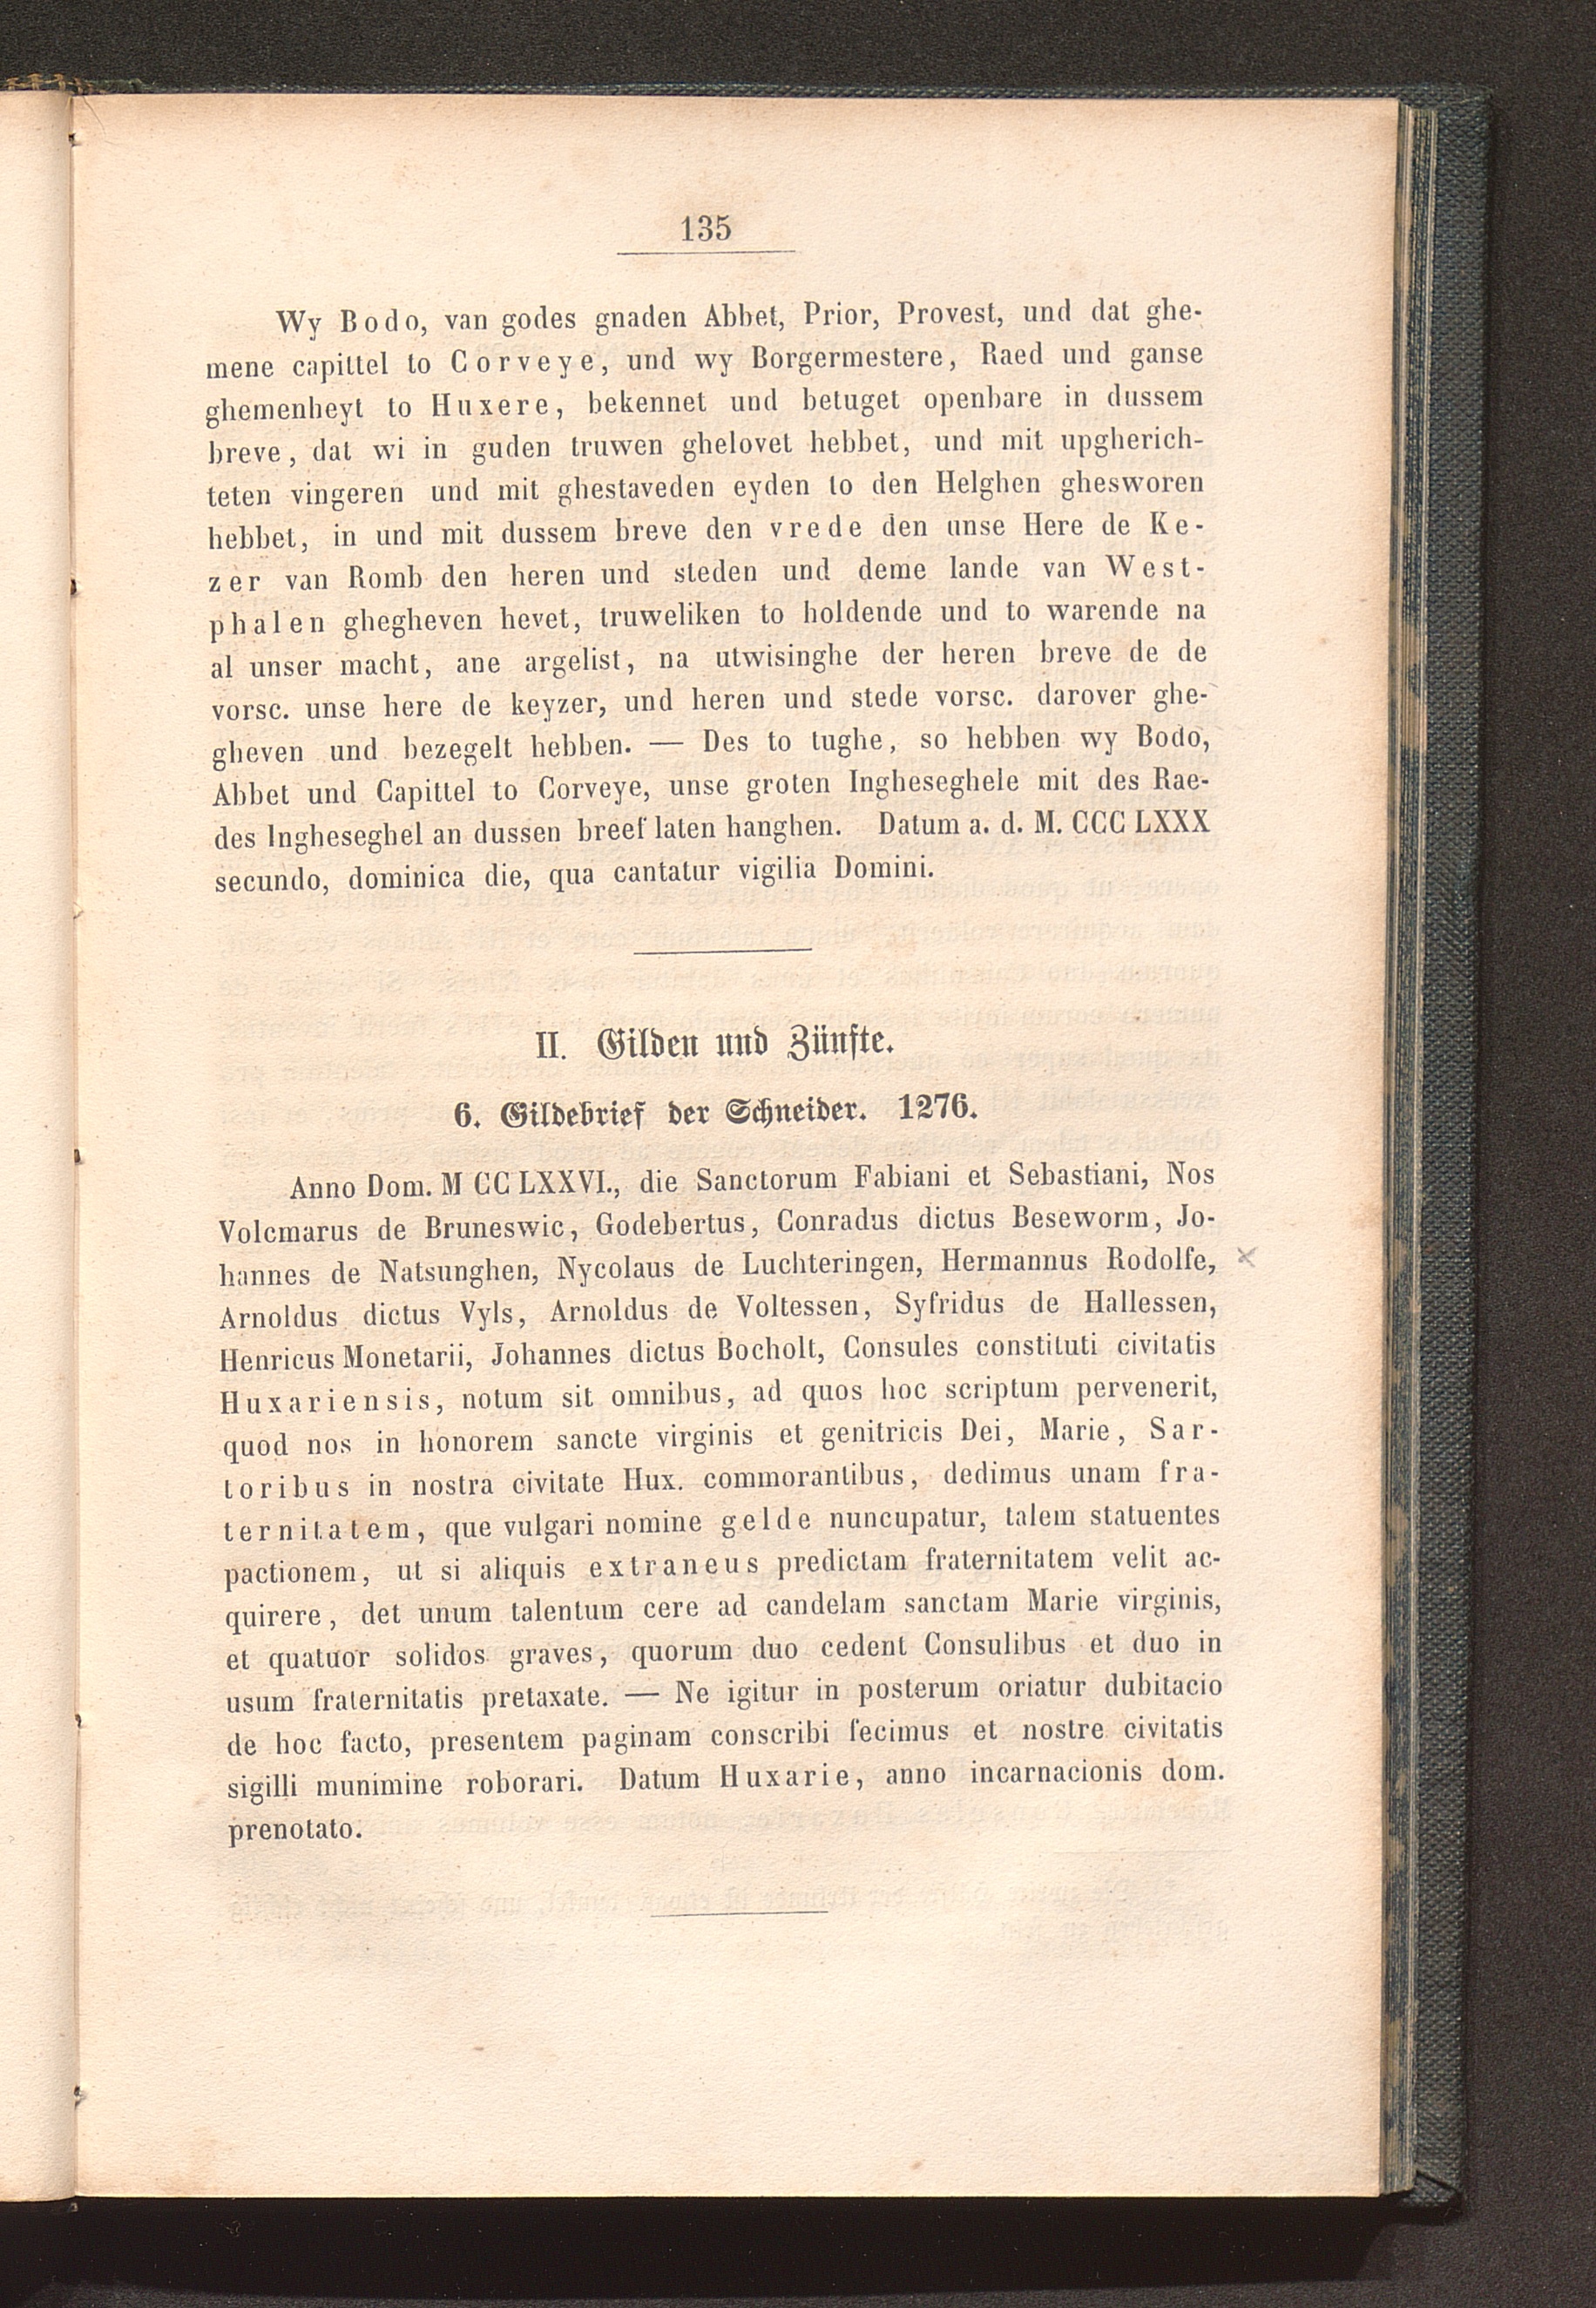 135
Wy Bodo, van godes gnaden Abbet, Prior, Provest, und dat ghe-
mene capittel to Corveye, und wy Borgermestere, Raed und ganse
ghemenheyt to Huxere, bekennet und betuget openbare in dussem
breve, dat wi in guden truwen ghelovet hebbet, und mit upgherich-
teten vingeren und mit ghestaveden eyden to den Helghen ghesworen
hebbet, in und mit dussem breve den vrede den unse Here de Ke-
zer van Romb den heren und steden und deme lande van West-
phalen ghegheven hevet, truweliken to holdende und to warende na
al unser macht, ane argelist, na utwisinghe der heren breve de de
vorsc. unse here de keyzer, und heren und stede vorsc. darover ghe-
gheven und bezegelt hebben. — Des to tughe, so hebben wy Bodo,
Abbet und Capittel to Corveye, unse groten Ingheseghele mit des Rae-
des Ingheseghel an dussen breef laten hanghen. Datum a. d. M. CCC LXXX
secundo, dominica die, qua cantatur vigilia Domini.
II. Gilden und Zünfte.
6. Gildebrief der Schneider. 1276.
Anno Dom. M CC LXXVI., die Sanctorum Fabiani et Sebastiani, Nos
Volcmarus de Bruneswic, Godebertus, Conradus dictus Beseworm, Jo-
hannes de Natsunghen, Nycolaus de Luchteringen, Hermannus Rodolfe,
Arnoldus dictus Vyls, Arnoldus de Voltessen, Syfridus de Hallessen,
Henricus Monetarii, Johannes dictus Bocholt, Consules constituti civitatis
Huxariensis, notum sit omnibus, ad quos hoc scriptum pervenerit,
quod nos in honorem sancte virginis et genitricis Dei, Marie, Sar-
toribus in nostra civitate Hux. commorantibus, dedimus unam fra-
ternitatem, que vulgari nomine gelde nuncupatur, talem statuentes
pactionem, ut si aliquis extraneus predictam fraternitatem velit ac-
quirere, det unum talentum cere ad candelam sanctam Marie virginis,
et quatuor solidos graves, quorum duo cedent Consulibus et duo in
usum fraternitatis pretaxate. — Ne igitur in posterum oriatur dubitacio
de hoc facto, presentem paginam conscribi fecimus et nostre civitatis
sigilli munimine roborari. Datum Huxarie, anno incarnacionis dom.
prenotato.